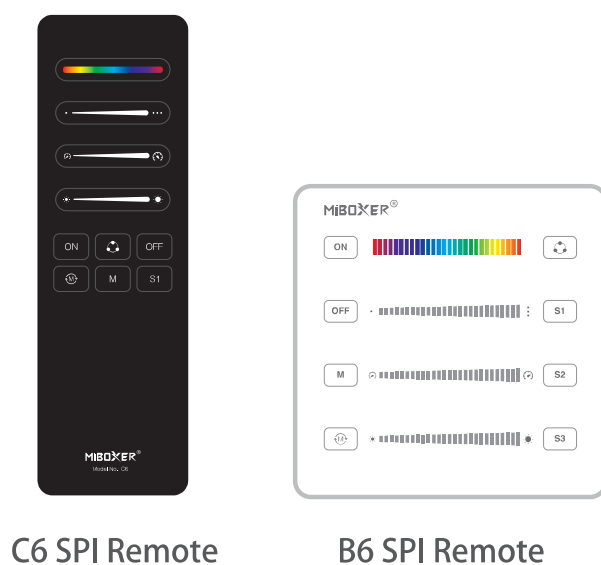 ON
OFF
M
S1
MiBOXER®
Model No. C6
MiBOXER®
ON
OFF
S1
M
S2
M
S3
C6 SPI Remote
B6 SPI Remote